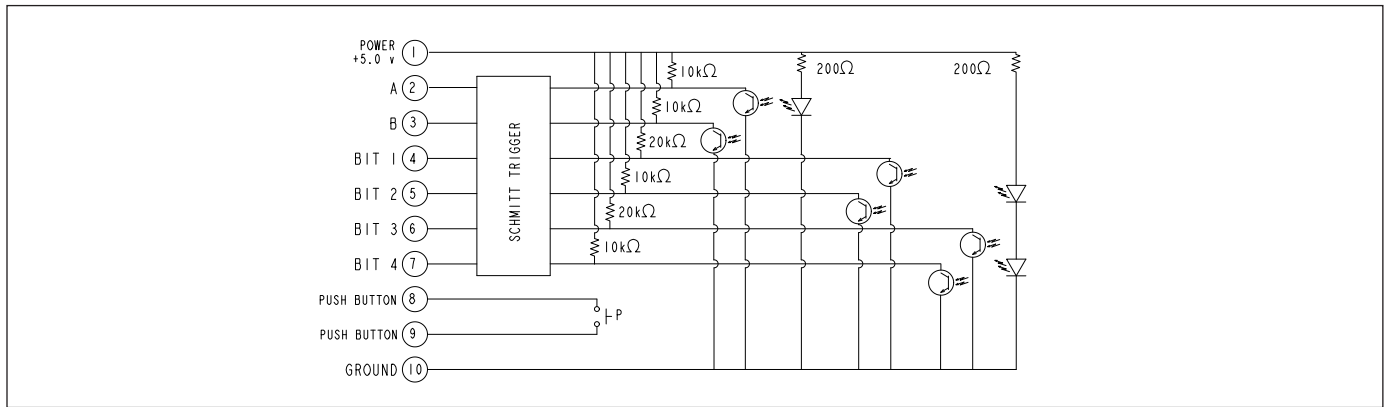 POWER
+5.0 v
1
A 2
B 3
BIT 1 4
BIT 2 5
BIT 3 6
BIT 4 7
PUSH BUTTON 8
PUSH BUTTON 9
GROUND 10
SCHMITT TRIGGER
10kΩ
10kΩ
20kΩ
10kΩ
20kΩ
10kΩ
200Ω
200Ω
P